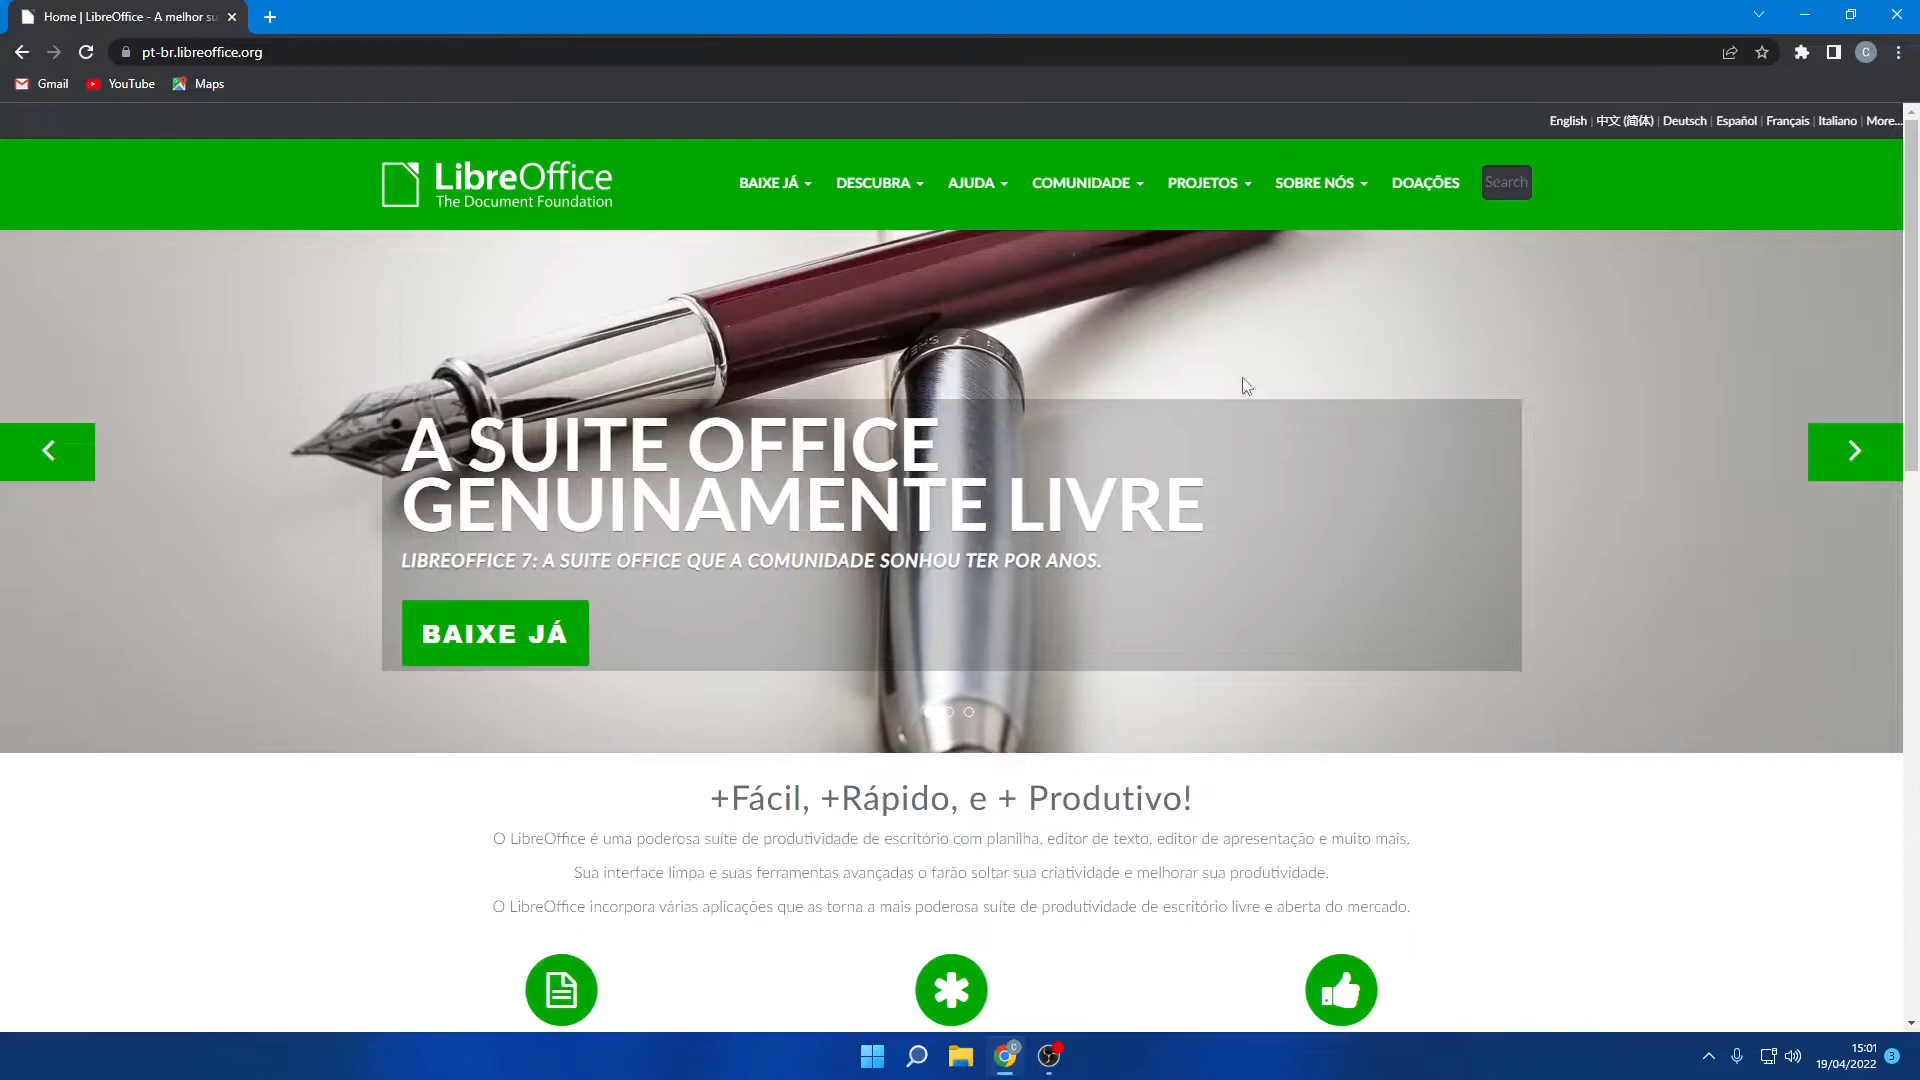 Home | LibreOffice - A melhor su
pt-br.libreoffice.org
C
Gmail YouTube Maps
English | 中文 (简体) | Deutsch | Español | Français | Italiano | More...
LibreOffice
The Document Foundation
BAIXE JÁ DESCUBRA AJUDA COMUNIDADE PROJETOS SOBRE NÓS DOAÇÕES Search
A SUITE OFFICE
GENUINAMENTE LIVRE
LIBREOFFICE 7: A SUITE OFFICE QUE A COMUNIDADE SONHOU TER POR ANOS.
BAIXE JÁ
+Fácil, +Rápido, e + Produtivo!
O LibreOffice é uma poderosa suíte de produtividade de escritório com planilha, editor de texto, editor de apresentação e muito mais.
Sua interface limpa e suas ferramentas avançadas o farão soltar sua criatividade e melhorar sua produtividade.
O LibreOffice incorpora várias aplicações que as torna a mais poderosa suíte de produtividade de escritório livre e aberta do mercado.
C
15:01
19/04/2022
3